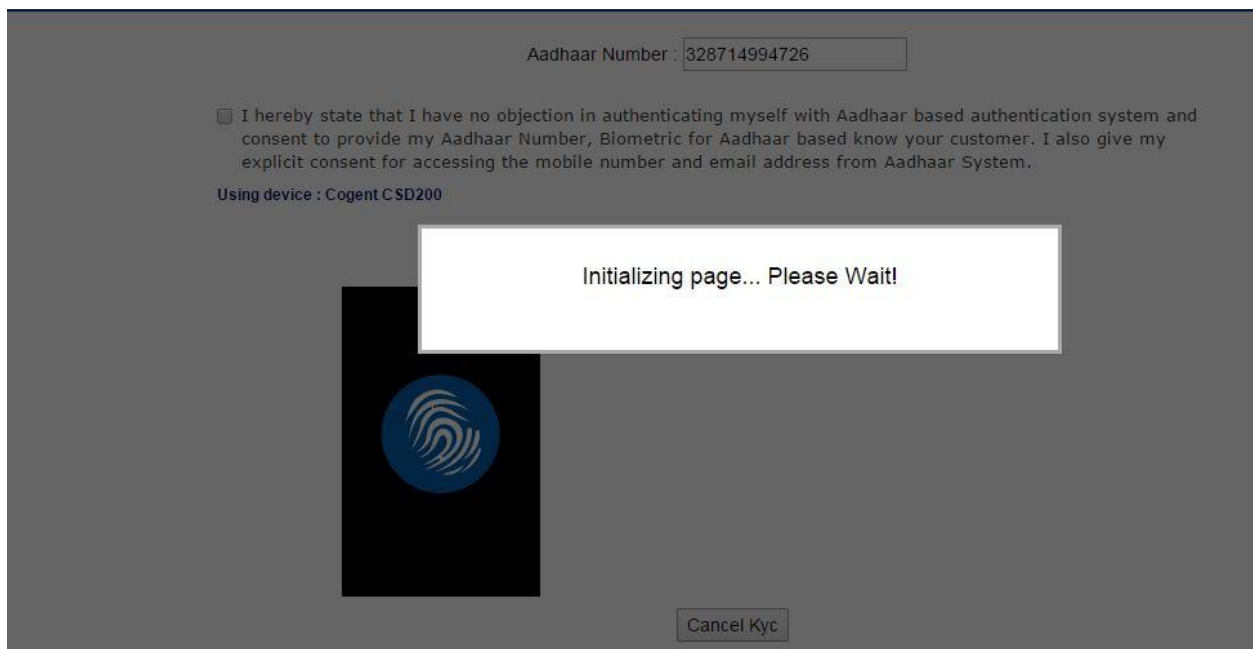 Aadhaar Number : 328714994726
I hereby state that I have no objection in authenticating myself with Aadhaar based authentication system and
consent to provide my Aadhaar Number, Biometric for Aadhaar based know your customer. I also give my
explicit consent for accessing the mobile number and email address from Aadhaar System.
Using device : Cogent CSD200
Initializing page... Please Wait!
Cancel Kyc